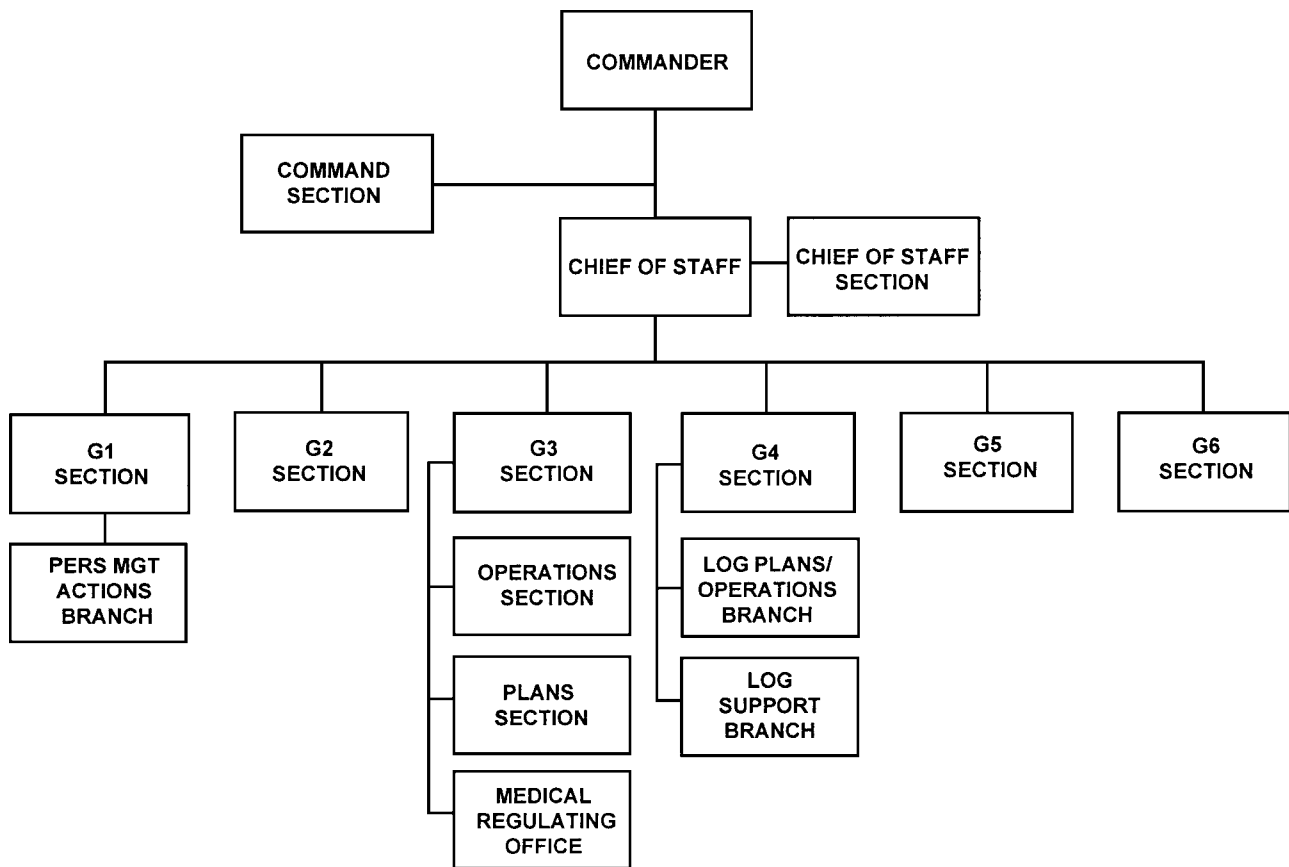 COMMANDER
COMMAND
SECTION
CHIEF OF STAFF
CHIEF OF STAFF
SECTION
G1
SECTION
G2
SECTION
G3
SECTION
G4
SECTION
G5
SECTION
G6
SECTION
PERS MGT
ACTIONS
BRANCH
OPERATIONS
SECTION
PLANS
SECTION
MEDICAL
REGULATING
OFFICE
LOG PLANS/
OPERATIONS
BRANCH
LOG
SUPPORT
BRANCH